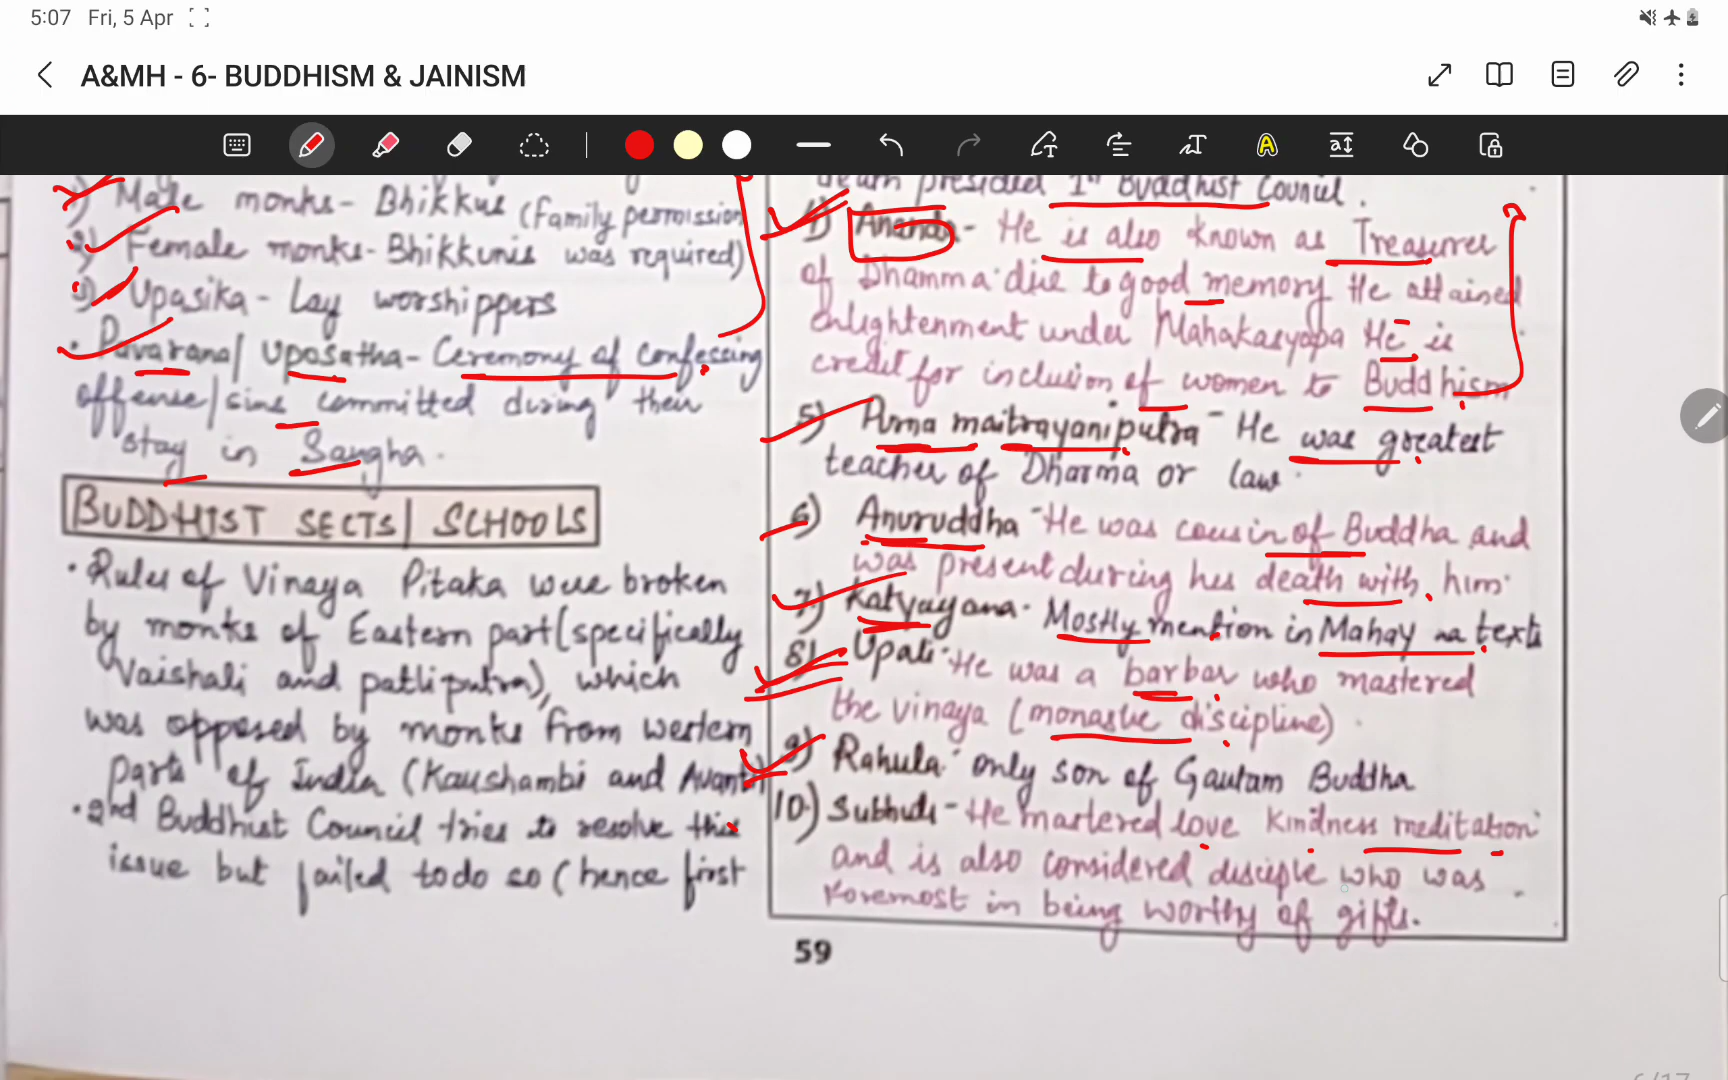 5:07 Fri, 5 Apr
A&MH - 6- BUDDHISM & JAINISM
1) Male monks- Bhikkus (family permission
2) Female monks- Bhikkunis was required)
3) Upasika - Lay worshippers
• Pavarana/ Uposatha- Ceremony of confessing
offense/sins committed during their
stay in Sangha.
BUDDHIST SECTS/ SCHOOLS
• Rules of Vinaya Pitaka were broken
by monks of Eastern part (specifically
Vaishali and patliputra), which
was opposed by monks from western
parts of India (Kaushambi and Avanti)
• 2nd Buddhist Council tries to resolve this
issue but failed to do so (hence first
death presided 1st Buddhist Council.
Ananda - He is also known as Treasurer
of Dhamma due to good memory He attained
enlightenment under Mahakasyapa He is
credit for inclusion of women to Buddhism
5) Purna maitrayaniputra - He was greatest
teacher of Dharma or law.
6) Anuruddha - He was cousin of Buddha and
was present during his death with him.
7) Katyayana - Mostly mention in Mahayana texts
8) Upali - He was a barbar who mastered
the vinaya (monastic discipline).
9) Rahula - only son of Gautam Buddha
10) Subhuti - He mastered love kindness meditation
and is also considered disciple who was
foremost in being worthy of gifts.
59
6/17